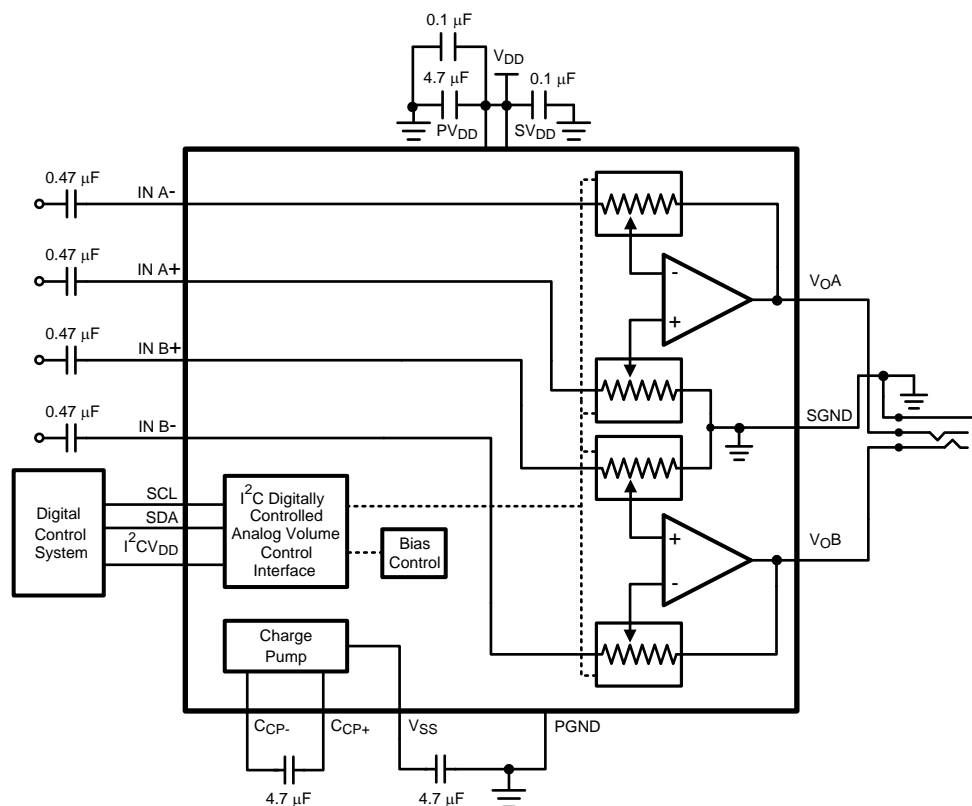 0.1 μF
4.7 μF
VDD
0.1 μF
PVDD
SVDD
0.47 μF
IN A-
0.47 μF
IN A+
0.47 μF
IN B+
0.47 μF
IN B-
-
+
VOA
SGND
+
-
VOB
Digital
Control
System
SCL
SDA
I2CVDD
I2C Digitally
Controlled
Analog Volume
Control
Interface
Bias
Control
Charge
Pump
CCP-
CCP+
VSS
PGND
4.7 μF
4.7 μF